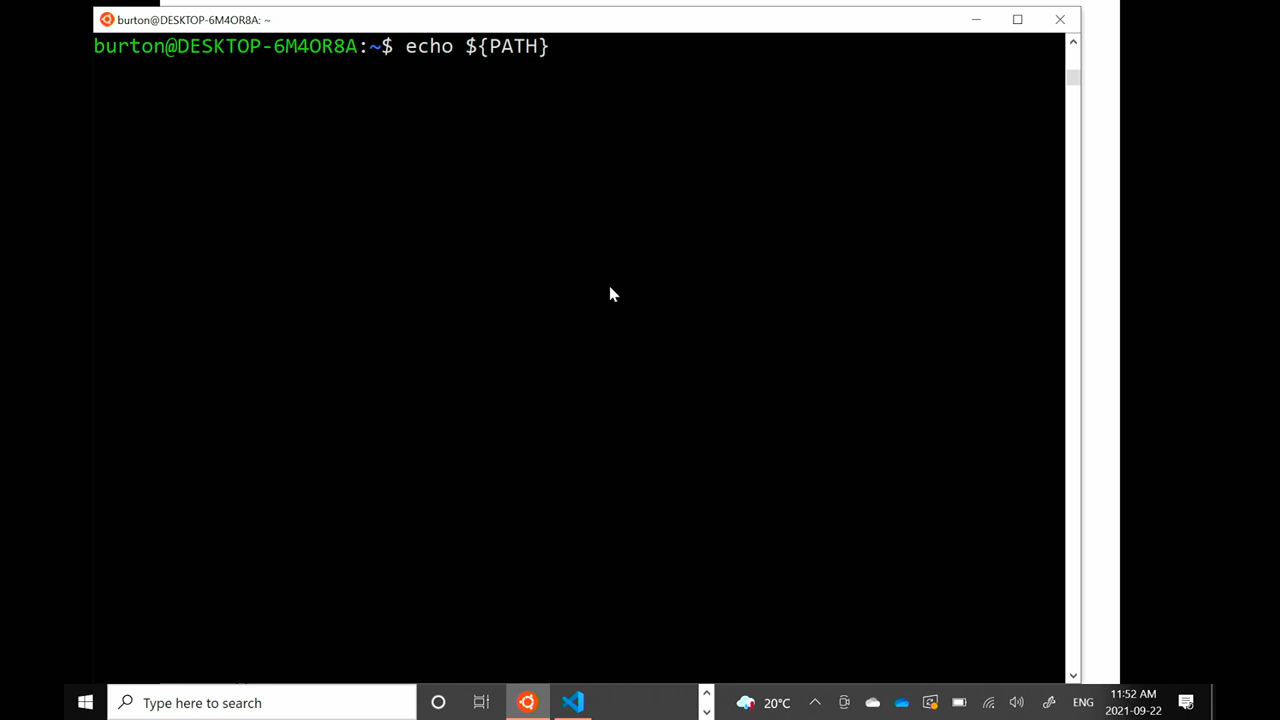 burton@DESKTOP-6M4OR8A: ~
burton@DESKTOP-6M4OR8A:~$ echo ${PATH}
Type here to search
20°C
ENG
11:52 AM
2021-09-22